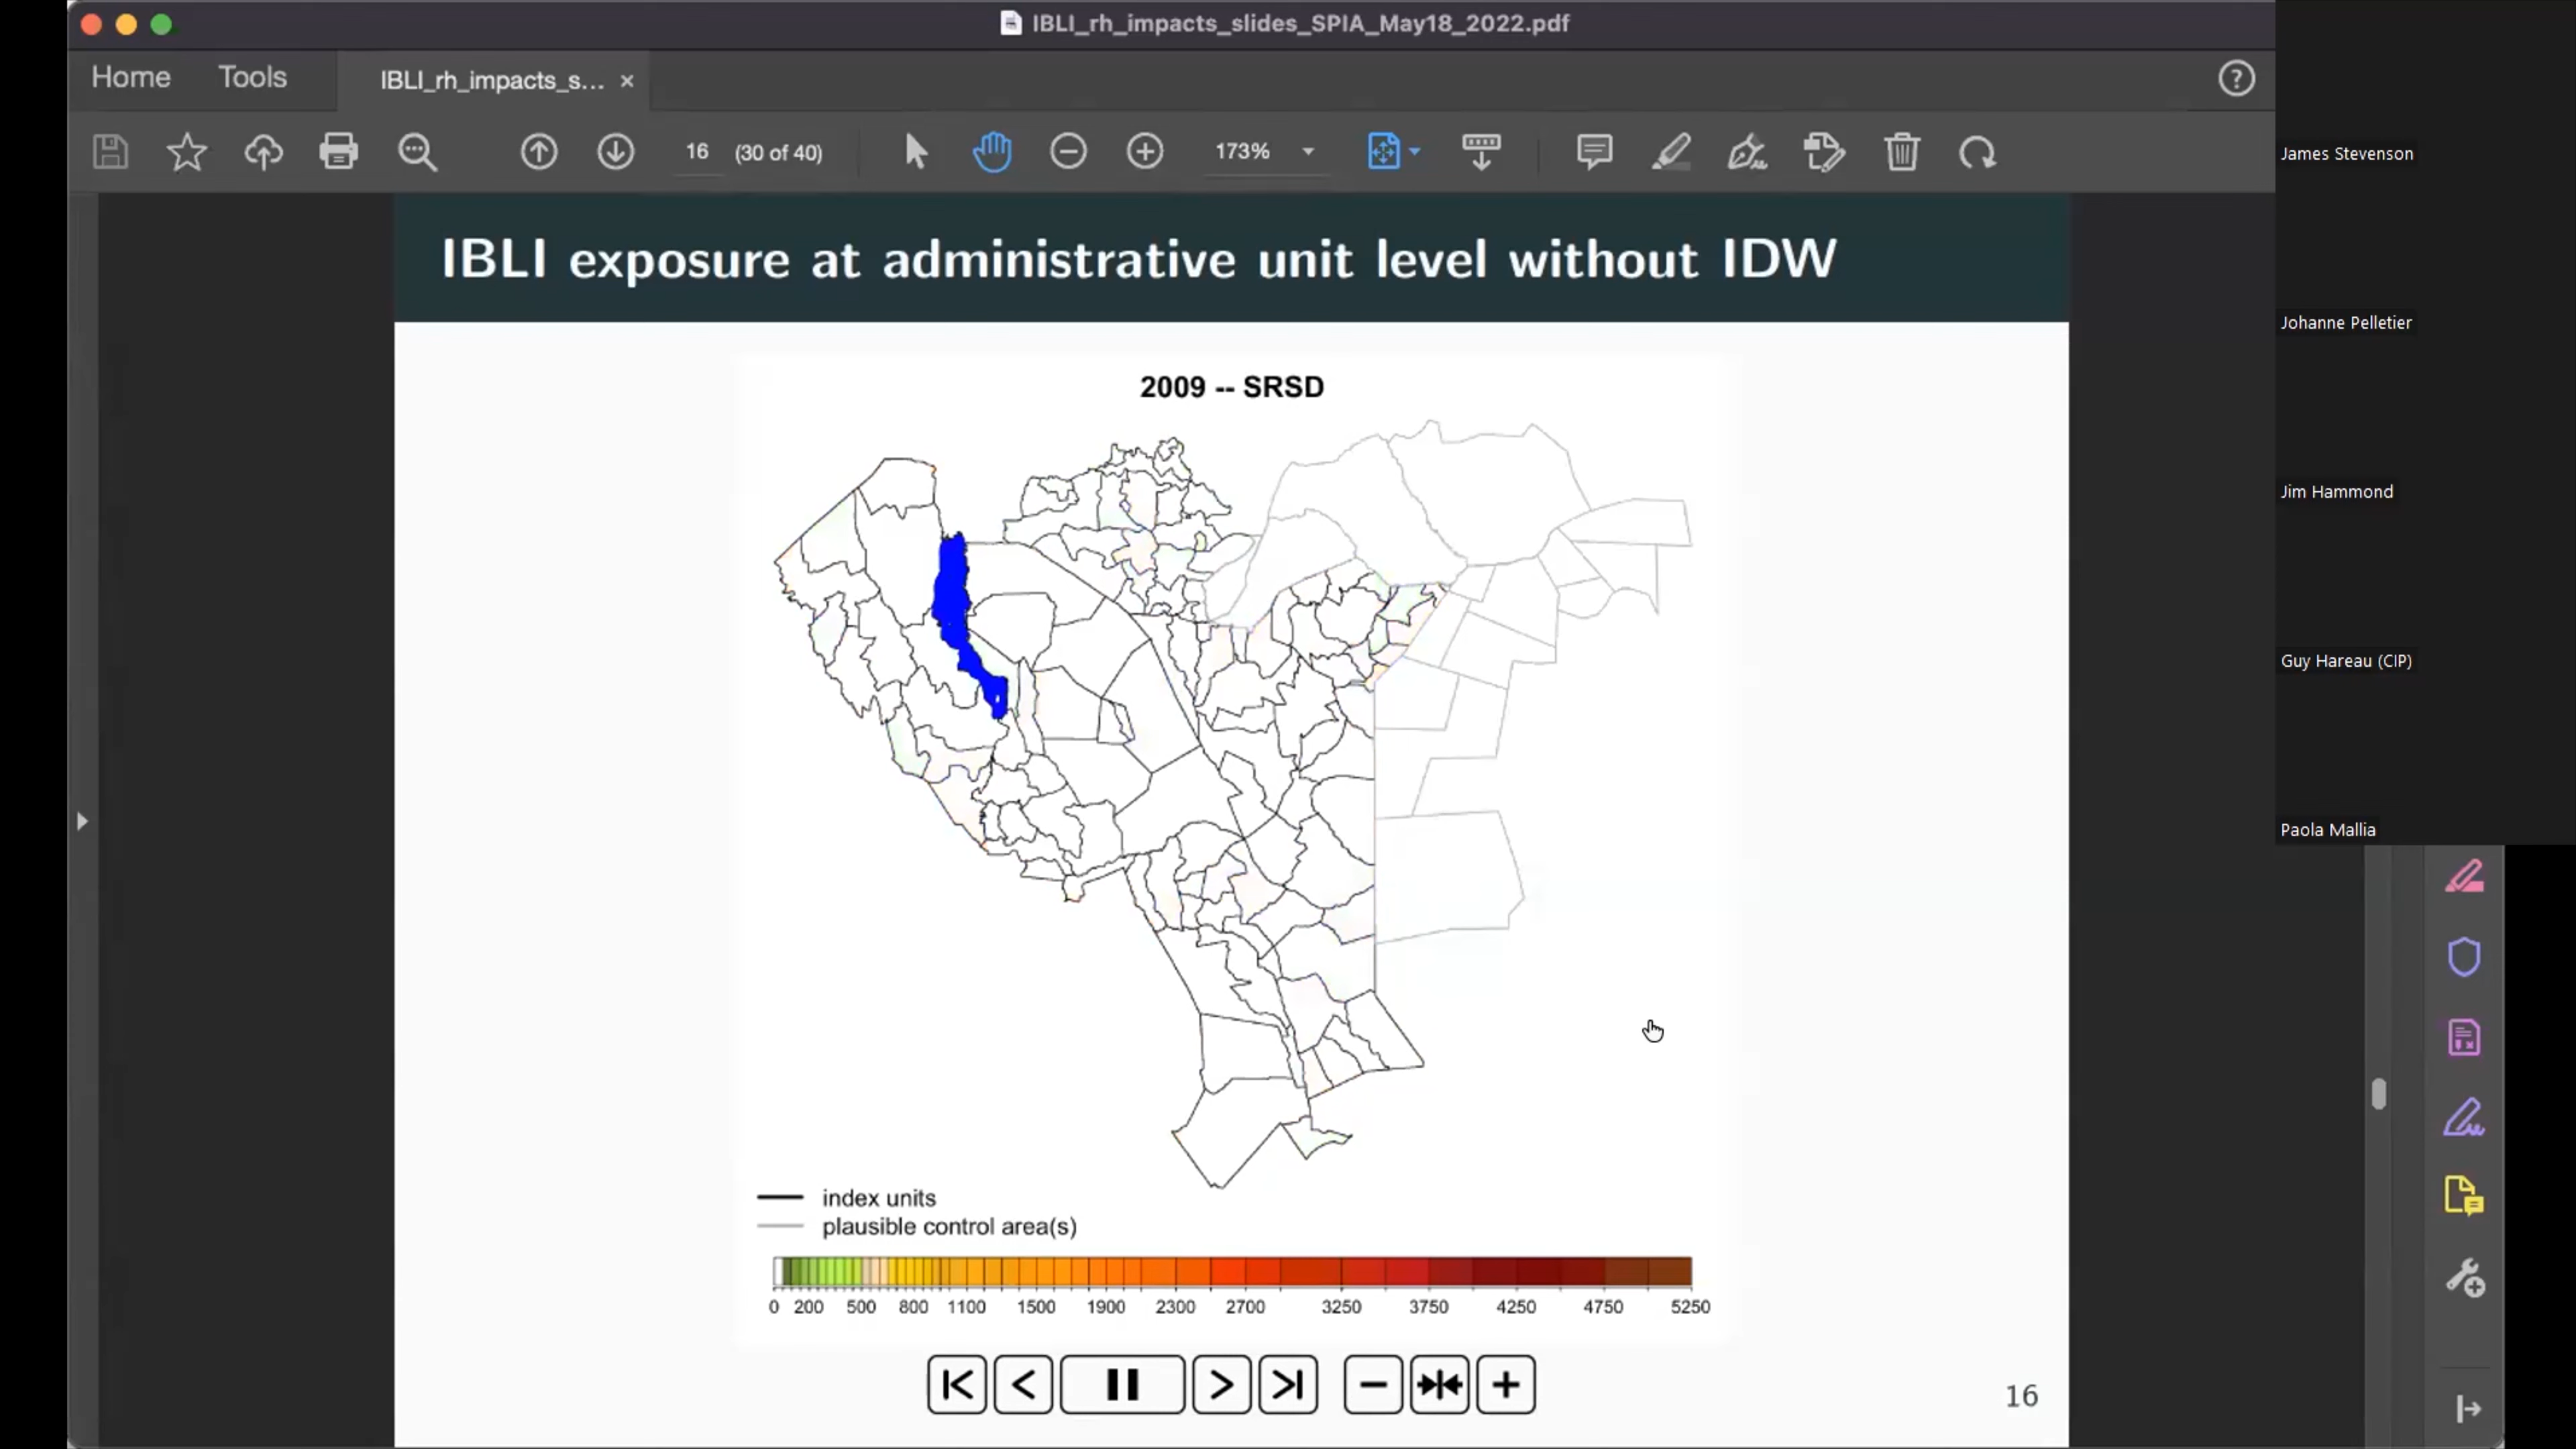 IBLI_rh_impacts_slides_SPIA_May18_2022.pdf
Home Tools IBLI_rh_impacts_s... ×
16 (30 of 40) 173%
James Stevenson
Johanne Pelletier
Jim Hammond
Guy Hareau (CIP)
Paola Mallia
IBLI exposure at administrative unit level without IDW
2009 -- SRSD
index units
plausible control area(s)
0 200 500 800 1100 1500 1900 2300 2700 3250 3750 4250 4750 5250
16